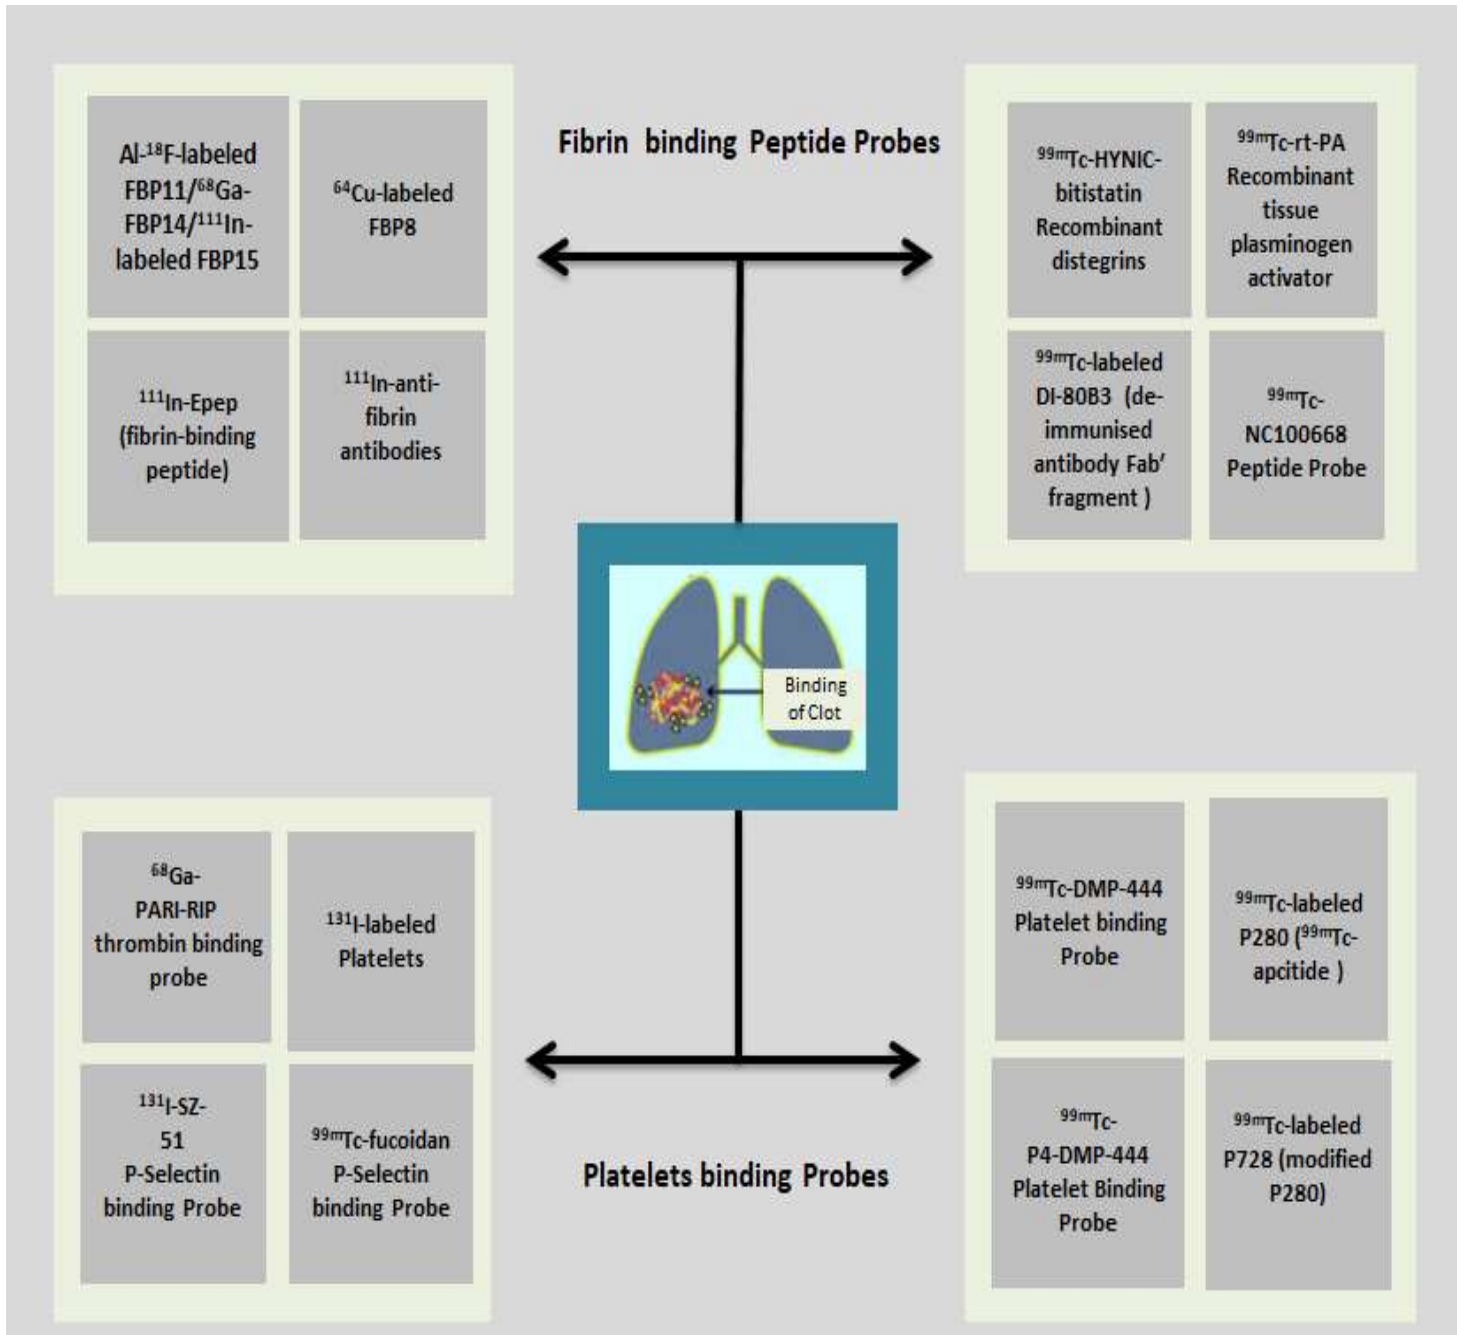 Al-¹⁸F-labeled
FBP11/⁶⁸Ga-
FBP14/¹¹¹In-
labeled FBP15
⁶⁴Cu-labeled
FBP8
¹¹¹In-Epep
(fibrin-binding
peptide)
¹¹¹In-anti-
fibrin
antibodies
Fibrin binding Peptide Probes
⁹⁹ᵐTc-HYNIC-
bitistatin
Recombinant
distegrins
⁹⁹ᵐTc-rt-PA
Recombinant
tissue
plasminogen
activator
⁹⁹ᵐTc-labeled
DI-80B3 (de-
immunised
antibody Fab’
fragment )
⁹⁹ᵐTc-
NC100668
Peptide Probe
Binding
of Clot
⁶⁸Ga-
PARI-RIP
thrombin binding
probe
¹³¹I-labeled
Platelets
¹³¹I-SZ-
51
P-Selectin
binding Probe
⁹⁹ᵐTc-fucoidan
P-Selectin
binding Probe
Platelets binding Probes
⁹⁹ᵐTc-DMP-444
Platelet binding
Probe
⁹⁹ᵐTc-labeled
P280 (⁹⁹ᵐTc-
apcitide )
⁹⁹ᵐTc-
P4-DMP-444
Platelet Binding
Probe
⁹⁹ᵐTc-labeled
P728 (modified
P280)